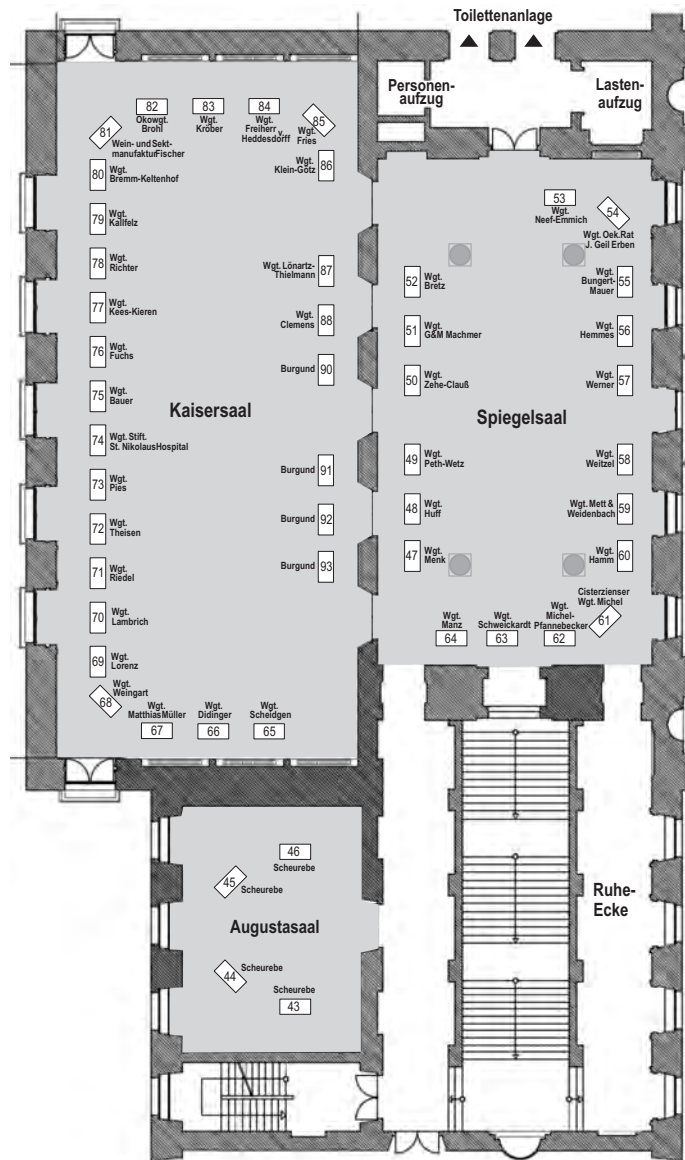 Toilettenanlage
Personen-
aufzug
Lasten-
aufzug
82
Okowgt.
Brohl
83
Wgt.
Kröber
84
Wgt.
Freiherr v.
Heddesdorfff
85
Wgt.
Fries
81
Wein- und Sekt-
manufakturFischer
86
Wgt.
Klein-Götz
80
Wgt.
Bremm-Keltenhof
79
Wgt.
Kallfelz
78
Wgt.
Richter
87
Wgt. Lönartz-
Thielmann
77
Wgt.
Kees-Kieren
88
Wgt.
Clemens
76
Wgt.
Fuchs
Burgund
90
75
Wgt.
Bauer
Kaisersaal
74
Wgt. Stift.
St. NikolausHospital
73
Wgt.
Pies
Burgund
91
72
Wgt.
Theisen
Burgund
92
71
Wgt.
Riedel
Burgund
93
70
Wgt.
Lambrich
69
Wgt.
Lorenz
68
Wgt.
Weingart
Wgt.
MatthiasMüller
67
Wgt.
Didinger
66
Wgt.
Scheidgen
65
53
Wgt.
Neef-Emmich
54
Wgt. Oek.Rat
J. Geil Erben
52
Wgt.
Bretz
Wgt.
Bungert-
Mauer
55
51
Wgt.
G&M Machmer
Wgt.
Hemmes
56
50
Wgt.
Zehe-Clauß
Wgt.
Werner
57
Spiegelsaal
49
Wgt.
Peth-Wetz
Wgt.
Weitzel
58
48
Wgt.
Huff
Wgt. Mett &
Weidenbach
59
47
Wgt.
Menk
Wgt.
Hamm
60
Cisterzienser
Wgt. Michel
61
Wgt.
Manz
64
Wgt.
Schweickardt
63
Wgt.
Michel-
Pfannebecker
62
46
Scheurebe
45
Scheurebe
Augustasaal
44
Scheurebe
Scheurebe
43
Ruhe-
Ecke